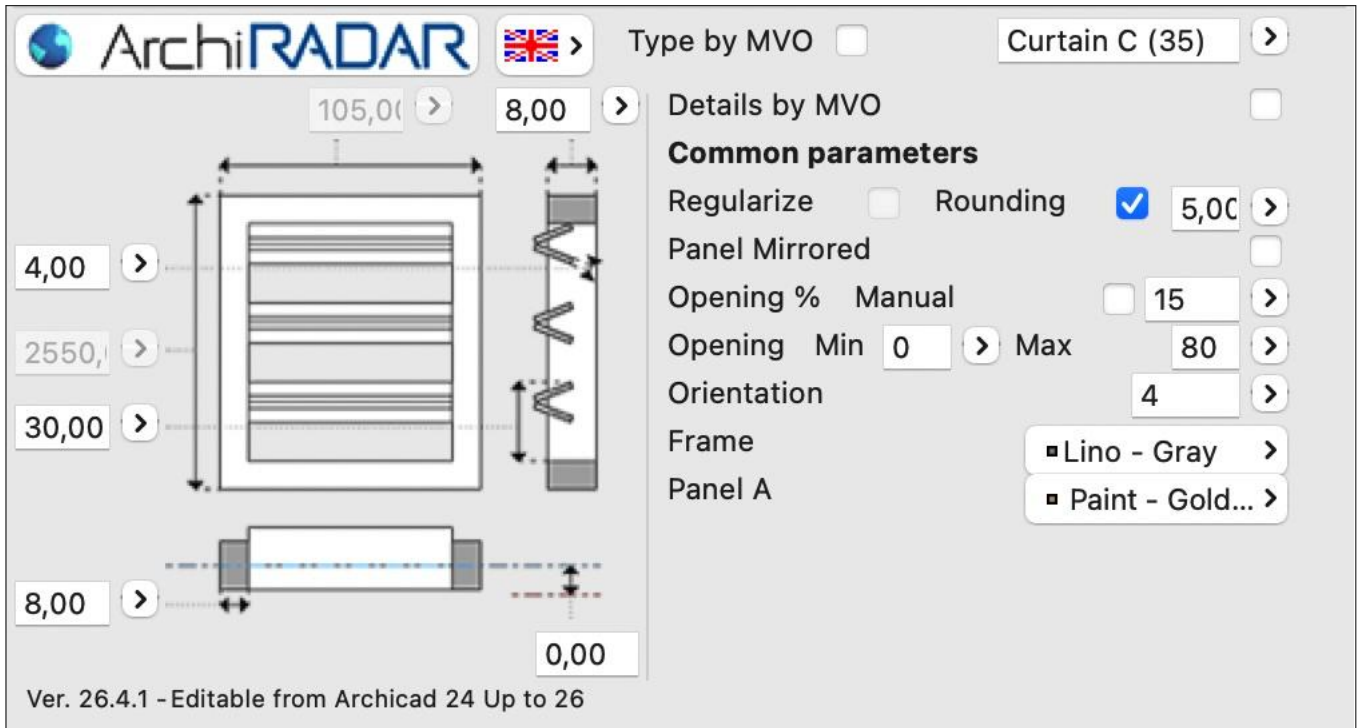 ArchiRADAR Type by MVO Curtain C (35)
105,0( 8,00 Details by MVO
Common parameters
Regularize Rounding 5,00
Panel Mirrored
4,00
Opening % Manual 15
2550, Opening Min 0 Max 80
Orientation 4
30,00
Frame Lino - Gray
Panel A Paint - Gold...
8,00
0,00
Ver. 26.4.1 - Editable from Archicad 24 Up to 26